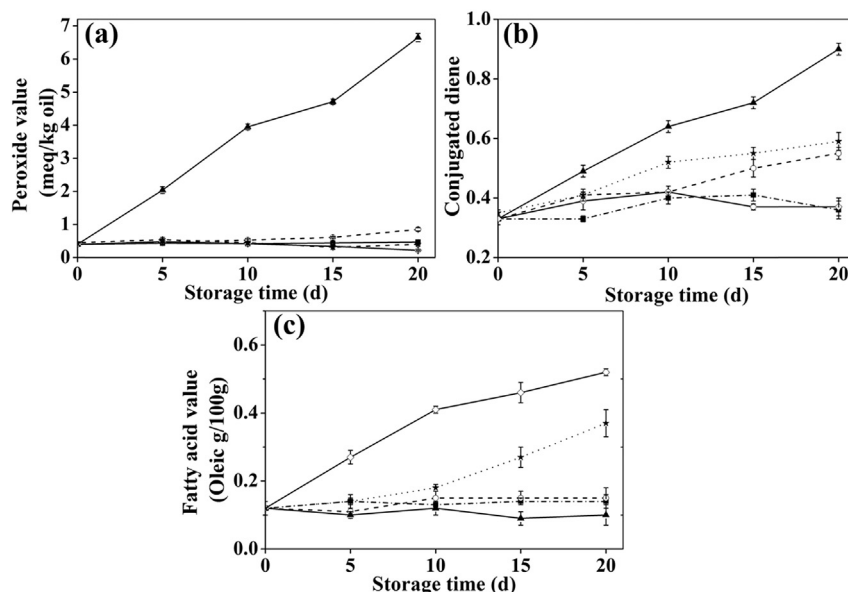 (a)
Peroxide value
(meq/kg oil)
7
6
5
4
3
2
1
0
0 5 10 15 20
Storage time (d)
(b)
Conjugated diene
1.0
0.8
0.6
0.4
0.2
0 5 10 15 20
Storage time (d)
(c)
Fatty acid value
(Oleic g/100g)
0.6
0.4
0.2
0.0
0 5 10 15 20
Storage time (d)